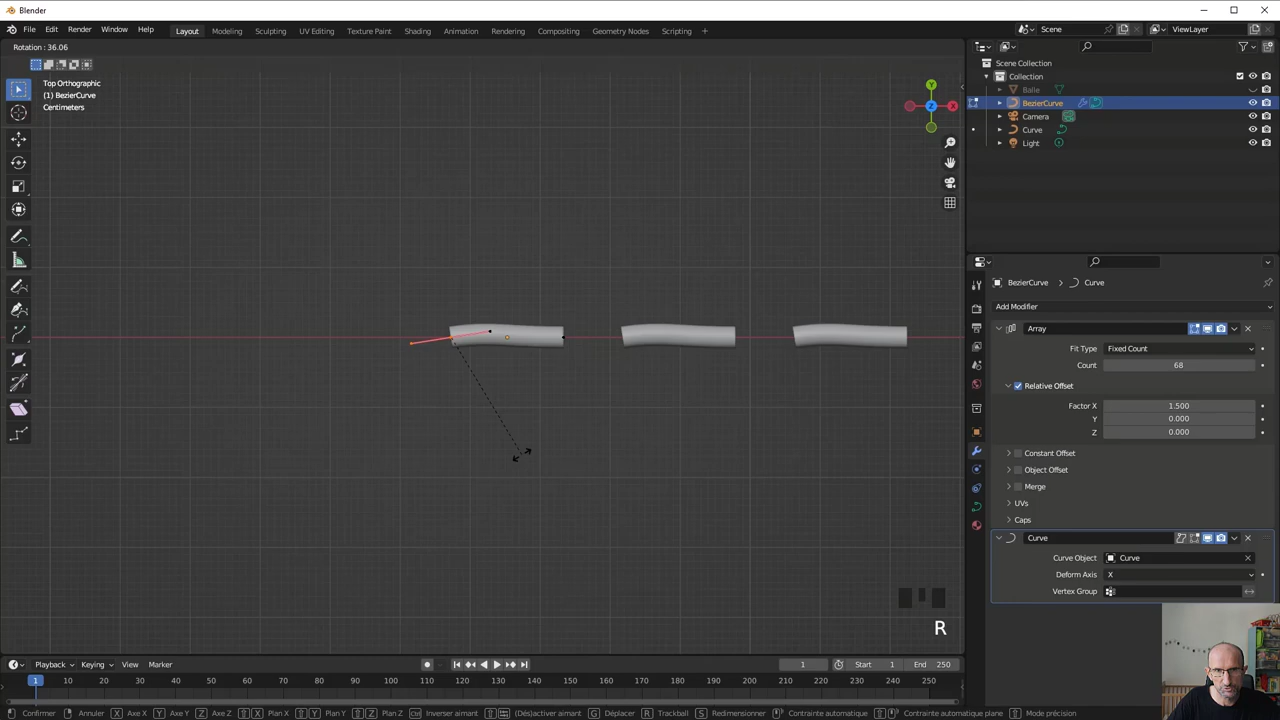 Blender
File Edit Render Window Help
Layout Modeling Sculpting UV Editing Texture Paint Shading Animation Rendering Compositing Geometry Nodes Scripting +
Scene
ViewLayer
Rotation : 36.06
Top Orthographic
(1) BezierCurve
Centimeters
Z
X
Y
Scene Collection
Collection
Balle
BezierCurve
Camera
Curve
Light
BezierCurve > Curve
Add Modifier
Array
Fit Type Fixed Count
Count 68
Relative Offset
Factor X 1.500
Y 0.000
Z 0.000
Constant Offset
Object Offset
Merge
UVs
Caps
Curve
Curve Object Curve
Deform Axis X
Vertex Group
R
Playback Keying View Marker
1 Start 1 End 250
1 10 20 30 40 50 60 70 80 90 100 110 120 130 140 150 160 170 180 190 200 210 220 230 240 250
Confirmer Annuler X Axe X Y Axe Y Z Axe Z X Plan X Y Plan Y Z Plan Z Inverser aimanter (Dés)activer aimant G Déplacer R Trackball S Redimensionner Contrainte automatique Contrainte automatique plane Mode précision